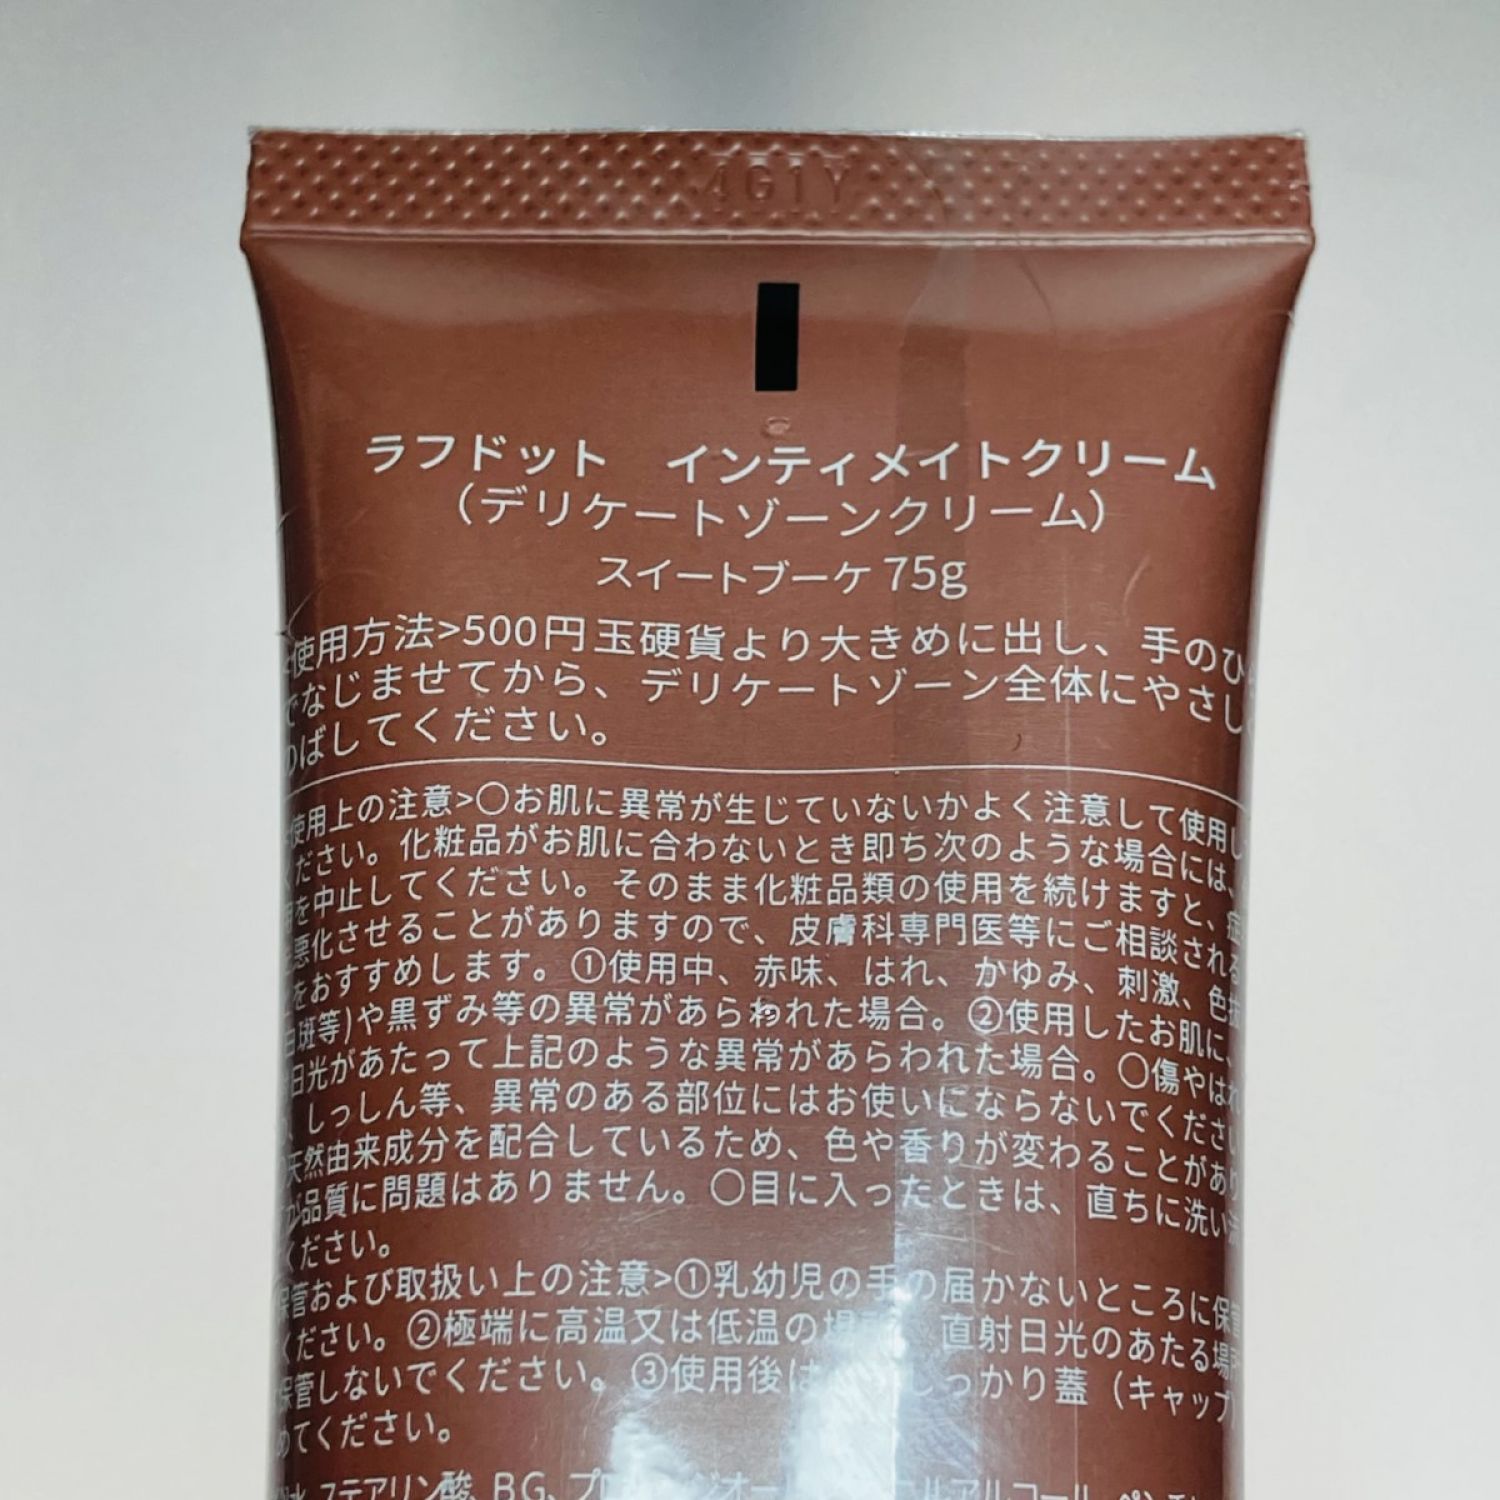 4G1Y
ラフドット インティメイトクリーム
（デリケートゾーンクリーム）
スイートブーケ 75g
使用方法>500円玉硬貨より大きめに出し、手のひ
でなじませてから、デリケートゾーン全体にやさし
のばしてください。
使用上の注意>〇お肌に異常が生じていないかよく注意して使用し
ください。化粧品がお肌に合わないとき即ち次のような場合には、
用を中止してください。そのまま化粧品類の使用を続けますと、症
悪化させることがありますので、皮膚科専門医等にご相談される
をおすすめします。①使用中、赤味、はれ、かゆみ、刺激、色抜
白斑等)や黒ずみ等の異常があらわれた場合。②使用したお肌に、
日光があたって上記のような異常があらわれた場合。〇傷やはれ
、しっしん等、異常のある部位にはお使いにならないでください
天然由来成分を配合しているため、色や香りが変わることがあり
が品質に問題はありません。〇目に入ったときは、直ちに洗い流
ください。
保管および取扱い上の注意>①乳幼児の手の届かないところに保管
ください。②極端に高温又は低温の場 直射日光のあたる場所
保管しないでください。③使用後は しっかり蓋（キャップ）
めてください。
水、ステアリン酸、BG、プ ジオー ールアルコール